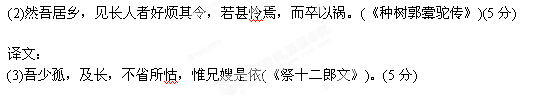 (2)然吾居乡，见长人者好烦其令，若甚怜焉，而卒以祸。(《种树郭橐驼传》)(5分)
译文：
(3)吾少孤，及长，不省所怙，惟兄嫂是依(《祭十二郎文》)。(5分)